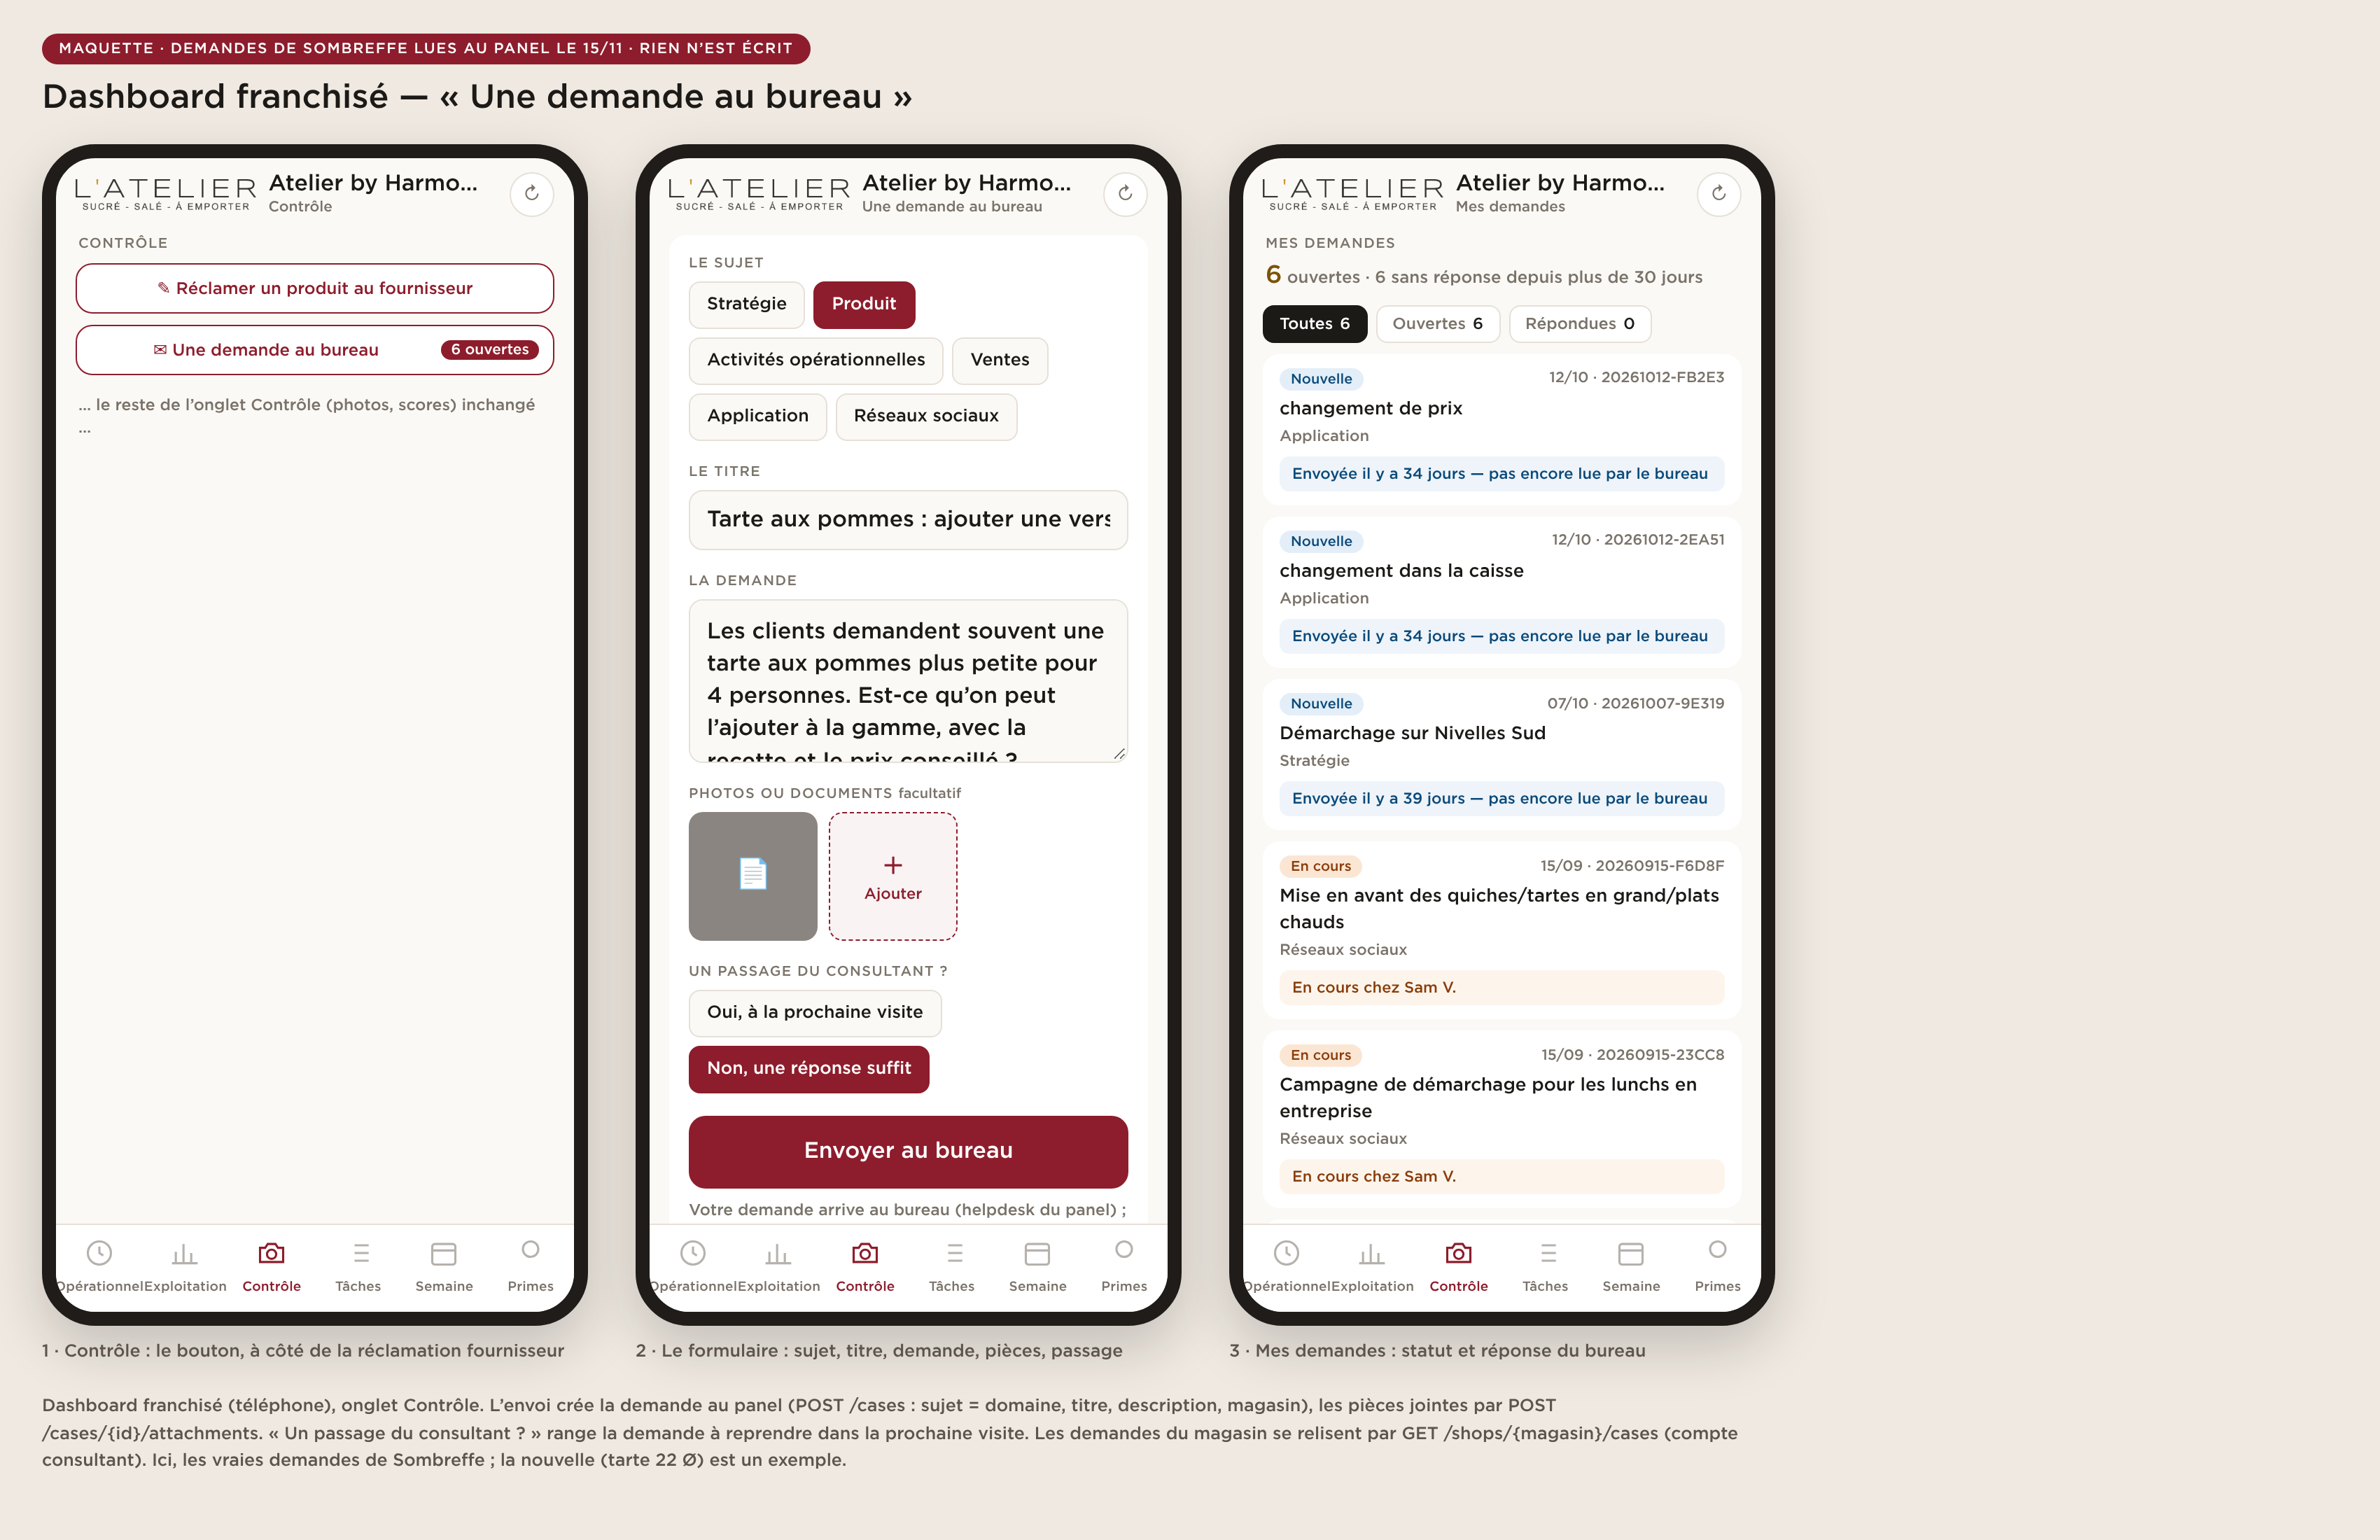 MAQUETTE · DEMANDES DE SOMBREFFE LUES AU PANEL LE 15/11 · RIEN N’EST ÉCRIT
Dashboard franchisé — « Une demande au bureau »
L'ATELIER
SUCRÉ - SALÉ - À EMPORTER
Atelier by Harmo...
Contrôle
CONTRÔLE
✎ Réclamer un produit au fournisseur
✉ Une demande au bureau
6 ouvertes
... le reste de l’onglet Contrôle (photos, scores) inchangé
...
Opérationnel
Exploitation
Contrôle
Tâches
Semaine
Primes
1 · Contrôle : le bouton, à côté de la réclamation fournisseur
L'ATELIER
SUCRÉ - SALÉ - À EMPORTER
Atelier by Harmo...
Une demande au bureau
LE SUJET
Stratégie
Produit
Activités opérationnelles
Ventes
Application
Réseaux sociaux
LE TITRE
Tarte aux pommes : ajouter une vers
LA DEMANDE
Les clients demandent souvent une
tarte aux pommes plus petite pour
4 personnes. Est-ce qu’on peut
l’ajouter à la gamme, avec la
recette et le prix conseillé ?
PHOTOS OU DOCUMENTS facultatif
+
Ajouter
UN PASSAGE DU CONSULTANT ?
Oui, à la prochaine visite
Non, une réponse suffit
Envoyer au bureau
Votre demande arrive au bureau (helpdesk du panel) ;
Opérationnel
Exploitation
Contrôle
Tâches
Semaine
Primes
2 · Le formulaire : sujet, titre, demande, pièces, passage
L'ATELIER
SUCRÉ - SALÉ - À EMPORTER
Atelier by Harmo...
Mes demandes
MES DEMANDES
6 ouvertes · 6 sans réponse depuis plus de 30 jours
Toutes 6
Ouvertes 6
Répondues 0
Nouvelle
12/10 · 20261012-FB2E3
changement de prix
Application
Envoyée il y a 34 jours — pas encore lue par le bureau
Nouvelle
12/10 · 20261012-2EA51
changement dans la caisse
Application
Envoyée il y a 34 jours — pas encore lue par le bureau
Nouvelle
07/10 · 20261007-9E319
Démarchage sur Nivelles Sud
Stratégie
Envoyée il y a 39 jours — pas encore lue par le bureau
En cours
15/09 · 20260915-F6D8F
Mise en avant des quiches/tartes en grand/plats
chauds
Réseaux sociaux
En cours chez Sam V.
En cours
15/09 · 20260915-23CC8
Campagne de démarchage pour les lunchs en
entreprise
Réseaux sociaux
En cours chez Sam V.
Opérationnel
Exploitation
Contrôle
Tâches
Semaine
Primes
3 · Mes demandes : statut et réponse du bureau
Dashboard franchisé (téléphone), onglet Contrôle. L’envoi crée la demande au panel (POST /cases : sujet = domaine, titre, description, magasin), les pièces jointes par POST
/cases/{id}/attachments. « Un passage du consultant ? » range la demande à reprendre dans la prochaine visite. Les demandes du magasin se relisent par GET /shops/{magasin}/cases (compte
consultant). Ici, les vraies demandes de Sombreffe ; la nouvelle (tarte 22 Ø) est un exemple.